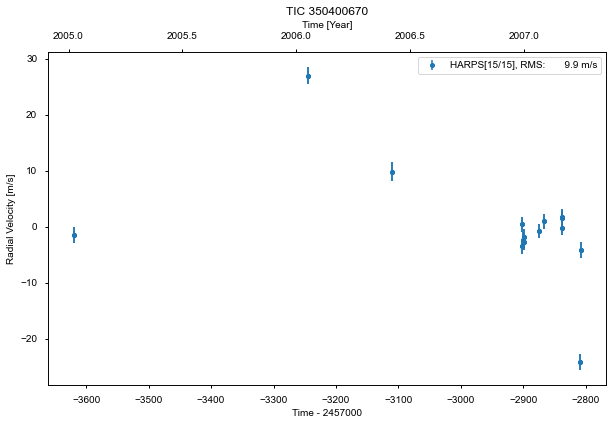 TIC 350400670
Time [Year]
2005.0 2005.5 2006.0 2006.5 2007.0
HARPS[15/15], RMS: 9.9 m/s
30
20
10
0
−10
−20
Radial Velocity [m/s]
−3600 −3500 −3400 −3300 −3200 −3100 −3000 −2900 −2800
Time - 2457000